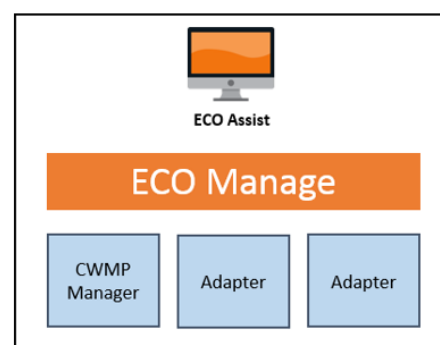 ECO Assist
ECO Manage
CWMP
Manager
Adapter
Adapter